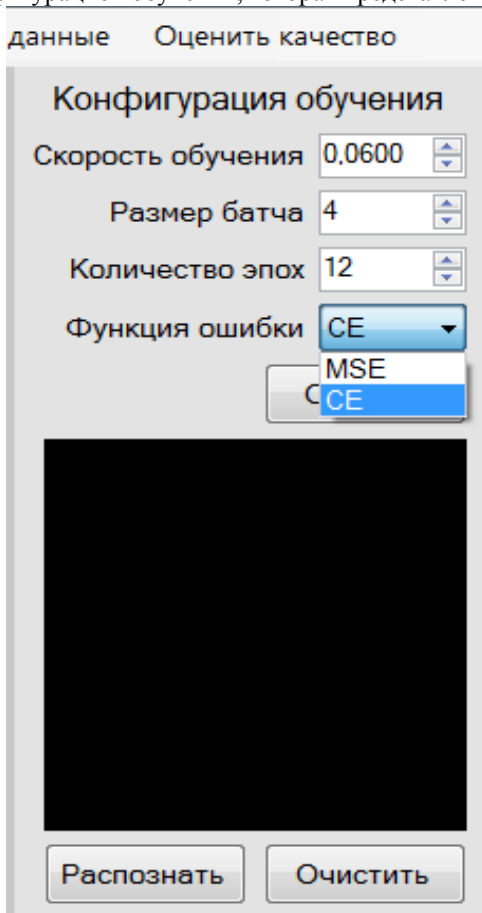 данные Оценить качество
Конфигурация обучения
Скорость обучения 0,0600
Размер батча 4
Количество эпох 12
Функция ошибки CE
MSE
CE
Распознать Очистить